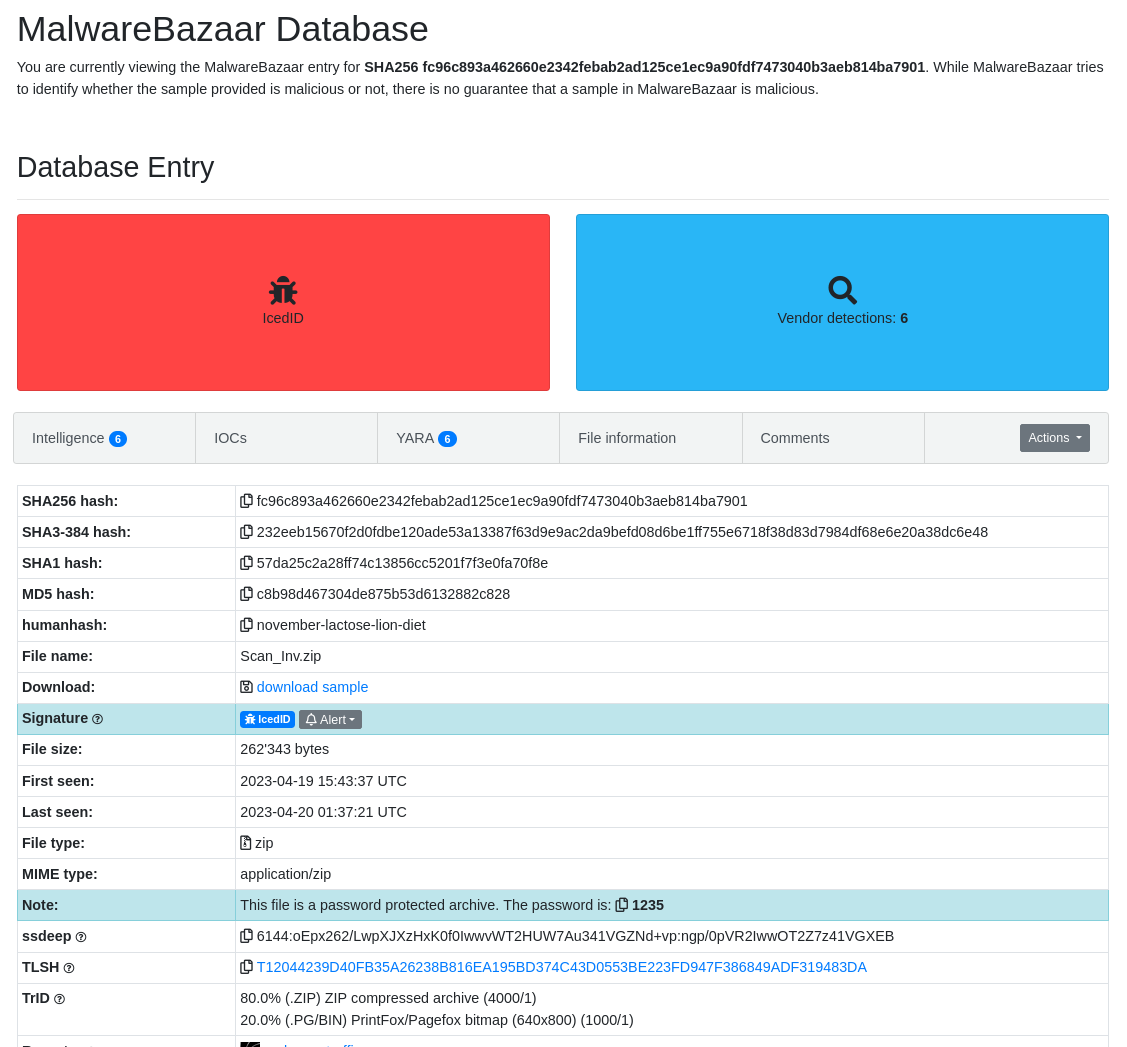 MalwareBazaar Database
You are currently viewing the MalwareBazaar entry for SHA256 fc96c893a462660e2342febab2ad125ce1ec9a90fdf7473040b3aeb814ba7901. While MalwareBazaar tries
to identify whether the sample provided is malicious or not, there is no guarantee that a sample in MalwareBazaar is malicious.
Database Entry
IcedID
Vendor detections: 6
Intelligence 6 IOCs YARA 6 File information Comments Actions
SHA256 hash: fc96c893a462660e2342febab2ad125ce1ec9a90fdf7473040b3aeb814ba7901
SHA3-384 hash: 232eeb15670f2d0fdbe120ade53a13387f63d9e9ac2da9befd08d6be1ff755e6718f38d83d7984df68e6e20a38dc6e48
SHA1 hash: 57da25c2a28ff74c13856cc5201f7f3e0fa70f8e
MD5 hash: c8b98d467304de875b53d6132882c828
humanhash: november-lactose-lion-diet
File name: Scan_Inv.zip
Download: download sample
Signature IcedID Alert
File size: 262'343 bytes
First seen: 2023-04-19 15:43:37 UTC
Last seen: 2023-04-20 01:37:21 UTC
File type: zip
MIME type: application/zip
Note: This file is a password protected archive. The password is: 1235
ssdeep 6144:oEpx262/LwpXJXzHxK0f0IwwvWT2HUW7Au341VGZNd+vp:ngp/0pVR2IwwOT2Z7z41VGXEB
TLSH T12044239D40FB35A26238B816EA195BD374C43D0553BE223FD947F386849ADF319483DA
TrID 80.0% (.ZIP) ZIP compressed archive (4000/1)
20.0% (.PG/BIN) PrintFox/Pagefox bitmap (640x800) (1000/1)